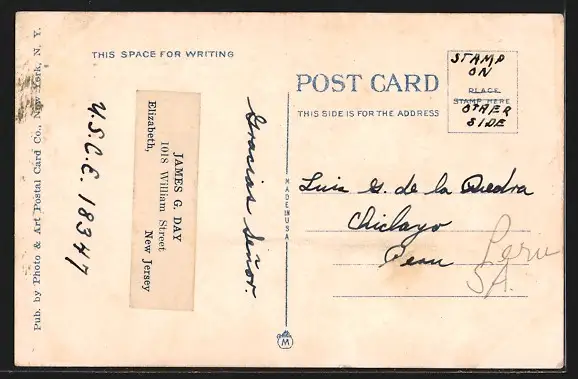 THIS SPACE FOR WRITING
POST CARD
THIS SIDE IS FOR THE ADDRESS
STAMP
ON
PLACE
STAMP HERE
OTHER
SIDE
Pub. by Photo & Art Postal Card Co., New York, N. Y.
U.S.C.C. 18347
JAMES G. DAY
1018 William Street
Elizabeth, New Jersey
Gracias Señor.
MADE IN U.S.A.
M
Luis G. de la Piedra
Chiclayo
Peru
Peru
S.A.